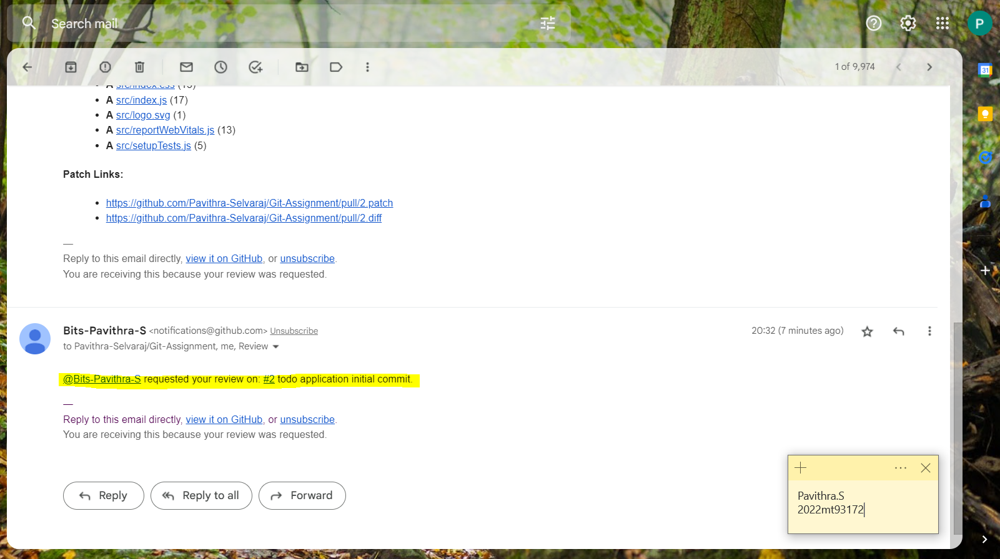 Search mail
P
1 of 9,974
31
A src/index.css (13)
A src/index.js (17)
A src/logo.svg (1)
A src/reportWebVitals.js (13)
A src/setupTests.js (5)
Patch Links:
https://github.com/Pavithra-Selvaraj/Git-Assignment/pull/2.patch
https://github.com/Pavithra-Selvaraj/Git-Assignment/pull/2.diff
—
Reply to this email directly, view it on GitHub, or unsubscribe.
You are receiving this because your review was requested.
Bits-Pavithra-S <notifications@github.com> Unsubscribe
20:32 (7 minutes ago)
to Pavithra-Selvaraj/Git-Assignment, me, Review
@Bits-Pavithra-S requested your review on: #2 todo application initial commit.
—
Reply to this email directly, view it on GitHub, or unsubscribe.
You are receiving this because your review was requested.
Reply
Reply to all
Forward
Pavithra.S
2022mt93172